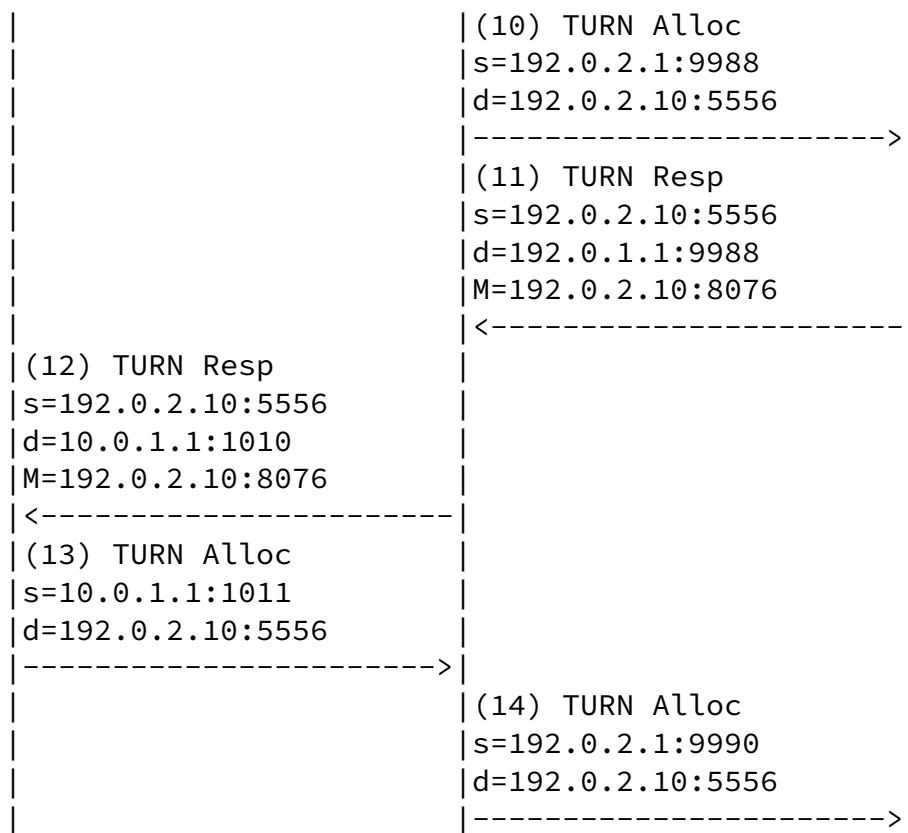 |                        |(10) TURN Alloc
|                        |s=192.0.2.1:9988
|                        |d=192.0.2.10:5556
|                        |----------------------->
|                        |(11) TURN Resp
|                        |s=192.0.2.10:5556
|                        |d=192.0.1.1:9988
|                        |M=192.0.2.10:8076
|                        |<-----------------------
|(12) TURN Resp          |
|s=192.0.2.10:5556       |
|d=10.0.1.1:1010         |
|M=192.0.2.10:8076       |
|<-----------------------|
|(13) TURN Alloc         |
|s=10.0.1.1:1011         |
|d=192.0.2.10:5556       |
|----------------------->|
|                        |(14) TURN Alloc
|                        |s=192.0.2.1:9990
|                        |d=192.0.2.10:5556
|                        |----------------------->